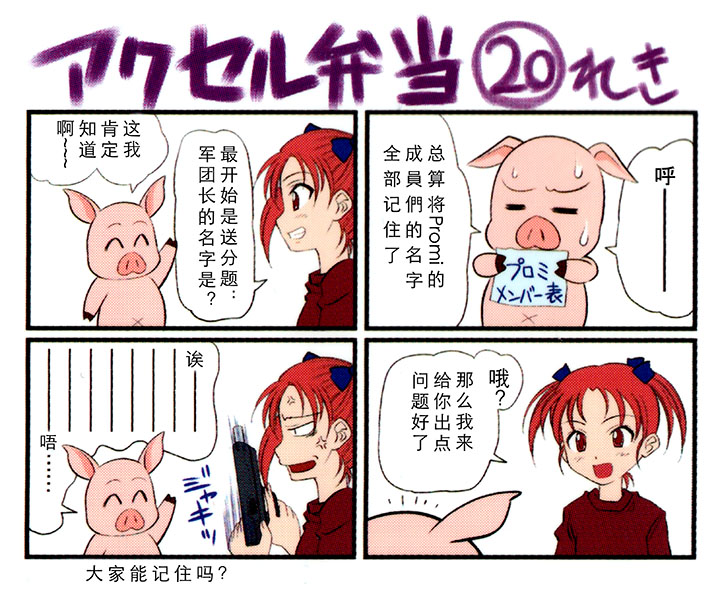 アクセル弁当⑳れき
呼————
总算将Promi的
成員們的名字
全部记住了
プロミ
メンバー表
哦？
那么我来
给你出点
问题好了
最开始是送分题：
军团长的名字是？
这我
肯定
知道
啊~~~
诶————————
唔……
ジャキッ
大家能记住吗？